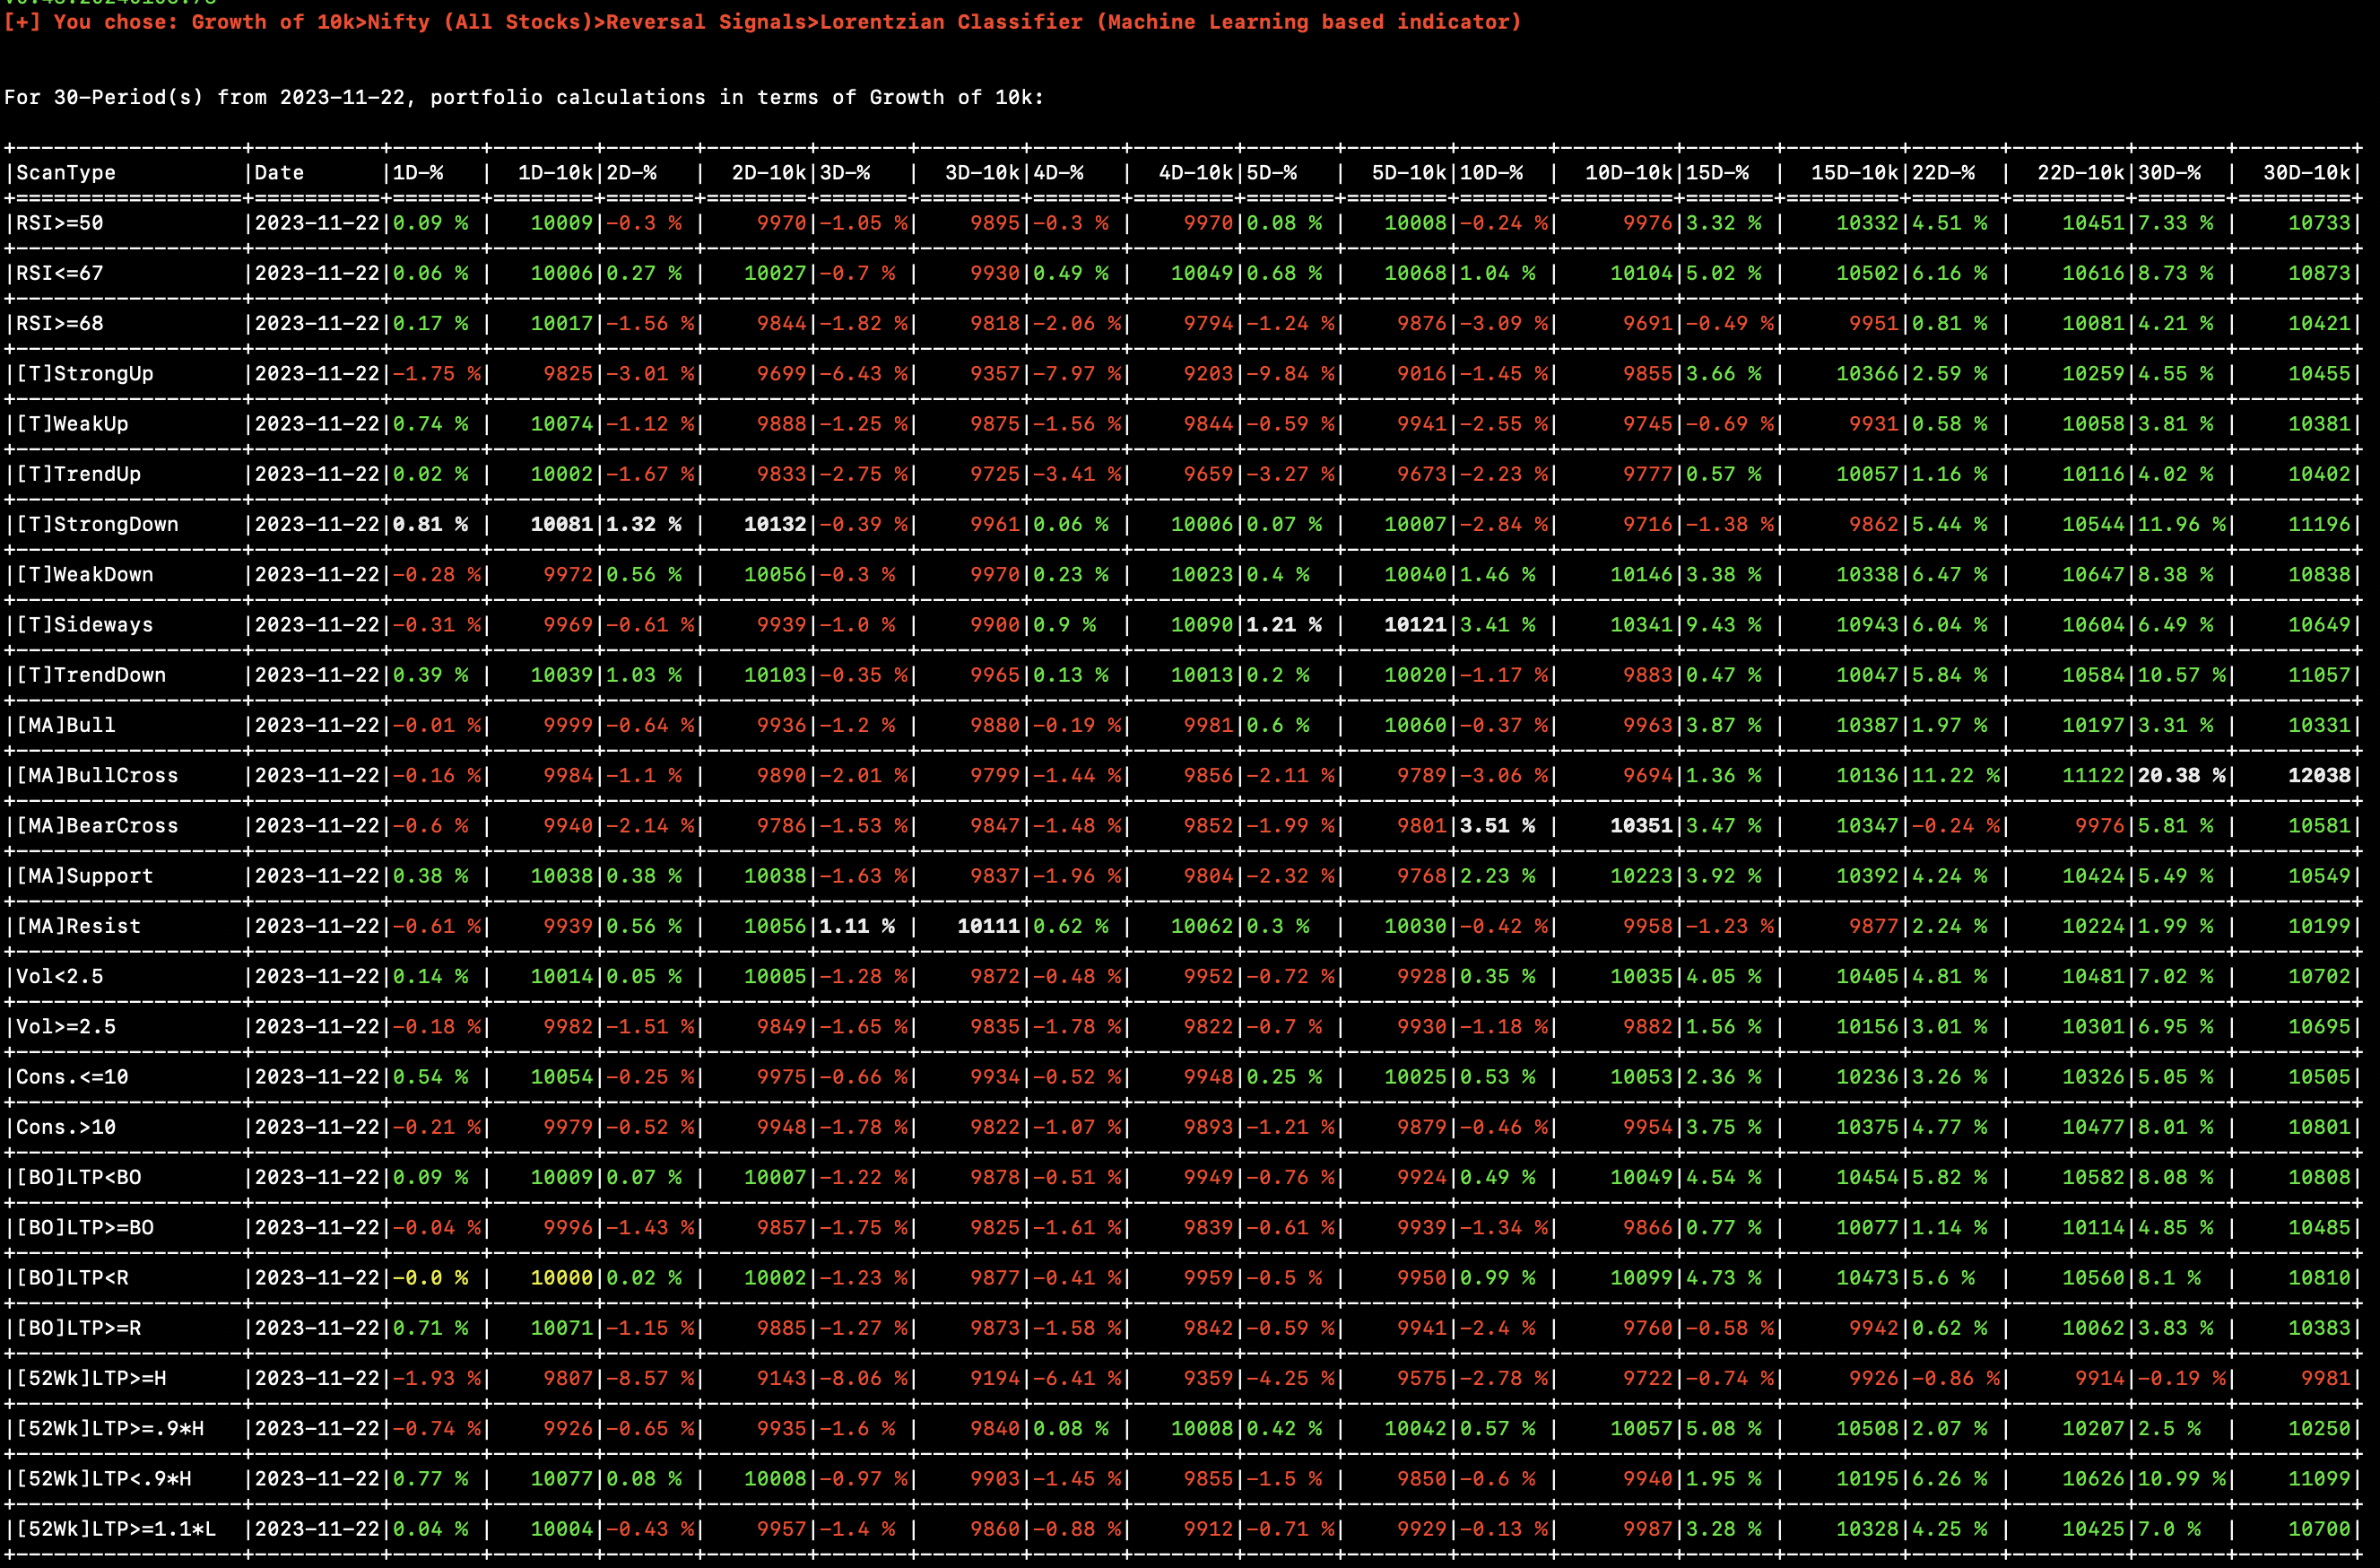 [+] You chose: Growth of 10k>Nifty (All Stocks)>Reversal Signals>Lorentzian Classifier (Machine Learning based indicator)
For 30-Period(s) from 2023-11-22, portfolio calculations in terms of Growth of 10k:
|ScanType |Date |1D-% | 1D-10k|2D-% | 2D-10k|3D-% | 3D-10k|4D-% | 4D-10k|5D-% | 5D-10k|10D-% | 10D-10k|15D-% | 15D-10k|22D-% | 22D-10k|30D-% | 30D-10k|
|RSI>=50 |2023-11-22|0.09 % | 10009|-0.3 % | 9970|-1.05 %| 9895|-0.3 % | 9970|0.08 % | 10008|-0.24 %| 9976|3.32 % | 10332|4.51 % | 10451|7.33 % | 10733|
|RSI<=67 |2023-11-22|0.06 % | 10006|0.27 % | 10027|-0.7 % | 9930|0.49 % | 10049|0.68 % | 10068|1.04 % | 10104|5.02 % | 10502|6.16 % | 10616|8.73 % | 10873|
|RSI>=68 |2023-11-22|0.17 % | 10017|-1.56 %| 9844|-1.82 %| 9818|-2.06 %| 9794|-1.24 %| 9876|-3.09 %| 9691|-0.49 %| 9951|0.81 % | 10081|4.21 % | 10421|
|[T]StrongUp |2023-11-22|-1.75 %| 9825|-3.01 %| 9699|-6.43 %| 9357|-7.97 %| 9203|-9.84 %| 9016|-1.45 %| 9855|3.66 % | 10366|2.59 % | 10259|4.55 % | 10455|
|[T]WeakUp |2023-11-22|0.74 % | 10074|-1.12 %| 9888|-1.25 %| 9875|-1.56 %| 9844|-0.59 %| 9941|-2.55 %| 9745|-0.69 %| 9931|0.58 % | 10058|3.81 % | 10381|
|[T]TrendUp |2023-11-22|0.02 % | 10002|-1.67 %| 9833|-2.75 %| 9725|-3.41 %| 9659|-3.27 %| 9673|-2.23 %| 9777|0.57 % | 10057|1.16 % | 10116|4.02 % | 10402|
|[T]StrongDown |2023-11-22|0.81 % | 10081|1.32 % | 10132|-0.39 %| 9961|0.06 % | 10006|0.07 % | 10007|-2.84 %| 9716|-1.38 %| 9862|5.44 % | 10544|11.96 %| 11196|
|[T]WeakDown |2023-11-22|-0.28 %| 9972|0.56 % | 10056|-0.3 % | 9970|0.23 % | 10023|0.4 % | 10040|1.46 % | 10146|3.38 % | 10338|6.47 % | 10647|8.38 % | 10838|
|[T]Sideways |2023-11-22|-0.31 %| 9969|-0.61 %| 9939|-1.0 % | 9900|0.9 % | 10090|1.21 % | 10121|3.41 % | 10341|9.43 % | 10943|6.04 % | 10604|6.49 % | 10649|
|[T]TrendDown |2023-11-22|0.39 % | 10039|1.03 % | 10103|-0.35 %| 9965|0.13 % | 10013|0.2 % | 10020|-1.17 %| 9883|0.47 % | 10047|5.84 % | 10584|10.57 %| 11057|
|[MA]Bull |2023-11-22|-0.01 %| 9999|-0.64 %| 9936|-1.2 % | 9880|-0.19 %| 9981|0.6 % | 10060|-0.37 %| 9963|3.87 % | 10387|1.97 % | 10197|3.31 % | 10331|
|[MA]BullCross |2023-11-22|-0.16 %| 9984|-1.1 % | 9890|-2.01 %| 9799|-1.44 %| 9856|-2.11 %| 9789|-3.06 %| 9694|1.36 % | 10136|11.22 %| 11122|20.38 %| 12038|
|[MA]BearCross |2023-11-22|-0.6 % | 9940|-2.14 %| 9786|-1.53 %| 9847|-1.48 %| 9852|-1.99 %| 9801|3.51 % | 10351|3.47 % | 10347|-0.24 %| 9976|5.81 % | 10581|
|[MA]Support |2023-11-22|0.38 % | 10038|0.38 % | 10038|-1.63 %| 9837|-1.96 %| 9804|-2.32 %| 9768|2.23 % | 10223|3.92 % | 10392|4.24 % | 10424|5.49 % | 10549|
|[MA]Resist |2023-11-22|-0.61 %| 9939|0.56 % | 10056|1.11 % | 10111|0.62 % | 10062|0.3 % | 10030|-0.42 %| 9958|-1.23 %| 9877|2.24 % | 10224|1.99 % | 10199|
|Vol<2.5 |2023-11-22|0.14 % | 10014|0.05 % | 10005|-1.28 %| 9872|-0.48 %| 9952|-0.72 %| 9928|0.35 % | 10035|4.05 % | 10405|4.81 % | 10481|7.02 % | 10702|
|Vol>=2.5 |2023-11-22|-0.18 %| 9982|-1.51 %| 9849|-1.65 %| 9835|-1.78 %| 9822|-0.7 % | 9930|-1.18 %| 9882|1.56 % | 10156|3.01 % | 10301|6.95 % | 10695|
|Cons.<=10 |2023-11-22|0.54 % | 10054|-0.25 %| 9975|-0.66 %| 9934|-0.52 %| 9948|0.25 % | 10025|0.53 % | 10053|2.36 % | 10236|3.26 % | 10326|5.05 % | 10505|
|Cons.>10 |2023-11-22|-0.21 %| 9979|-0.52 %| 9948|-1.78 %| 9822|-1.07 %| 9893|-1.21 %| 9879|-0.46 %| 9954|3.75 % | 10375|4.77 % | 10477|8.01 % | 10801|
|[BO]LTP<BO |2023-11-22|0.09 % | 10009|0.07 % | 10007|-1.22 %| 9878|-0.51 %| 9949|-0.76 %| 9924|0.49 % | 10049|4.54 % | 10454|5.82 % | 10582|8.08 % | 10808|
|[BO]LTP>=BO |2023-11-22|-0.04 %| 9996|-1.43 %| 9857|-1.75 %| 9825|-1.61 %| 9839|-0.61 %| 9939|-1.34 %| 9866|0.77 % | 10077|1.14 % | 10114|4.85 % | 10485|
|[BO]LTP<R |2023-11-22|-0.0 % | 10000|0.02 % | 10002|-1.23 %| 9877|-0.41 %| 9959|-0.5 % | 9950|0.99 % | 10099|4.73 % | 10473|5.6 % | 10560|8.1 % | 10810|
|[BO]LTP>=R |2023-11-22|0.71 % | 10071|-1.15 %| 9885|-1.27 %| 9873|-1.58 %| 9842|-0.59 %| 9941|-2.4 % | 9760|-0.58 %| 9942|0.62 % | 10062|3.83 % | 10383|
|[52Wk]LTP>=H |2023-11-22|-1.93 %| 9807|-8.57 %| 9143|-8.06 %| 9194|-6.41 %| 9359|-4.25 %| 9575|-2.78 %| 9722|-0.74 %| 9926|-0.86 %| 9914|-0.19 %| 9981|
|[52Wk]LTP>=.9*H |2023-11-22|-0.74 %| 9926|-0.65 %| 9935|-1.6 % | 9840|0.08 % | 10008|0.42 % | 10042|0.57 % | 10057|5.08 % | 10508|2.07 % | 10207|2.5 % | 10250|
|[52Wk]LTP<.9*H |2023-11-22|0.77 % | 10077|0.08 % | 10008|-0.97 %| 9903|-1.45 %| 9855|-1.5 % | 9850|-0.6 % | 9940|1.95 % | 10195|6.26 % | 10626|10.99 %| 11099|
|[52Wk]LTP>=1.1*L |2023-11-22|0.04 % | 10004|-0.43 %| 9957|-1.4 % | 9860|-0.88 %| 9912|-0.71 %| 9929|-0.13 %| 9987|3.28 % | 10328|4.25 % | 10425|7.0 % | 10700|